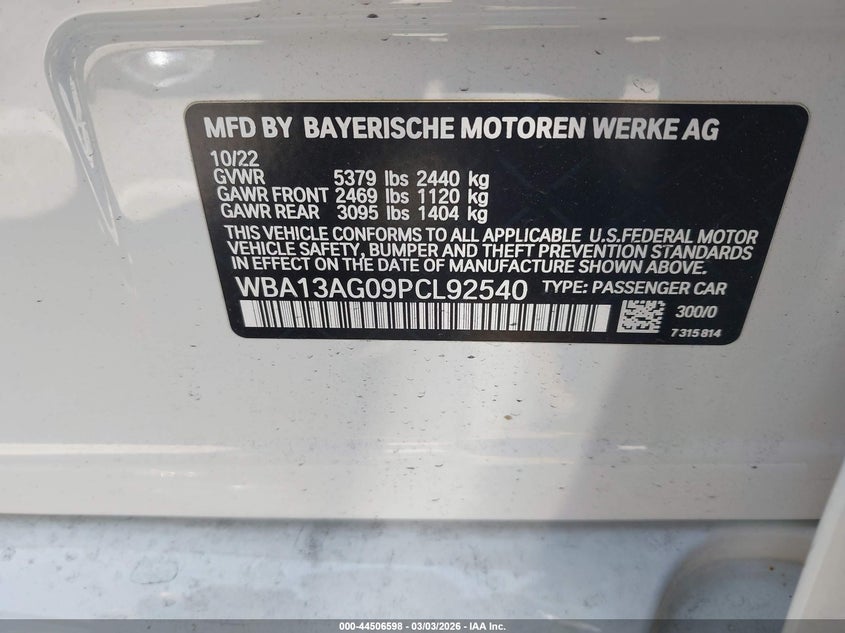 MFD BY BAYERISCHE MOTOREN WERKE AG
10/22
GVWR 5379 lbs 2440 kg
GAWR FRONT 2469 lbs 1120 kg
GAWR REAR 3095 lbs 1404 kg
THIS VEHICLE CONFORMS TO ALL APPLICABLE U.S.FEDERAL MOTOR
VEHICLE SAFETY, BUMPER AND THEFT PREVENTION STANDARDS
IN EFFECT ON THE DATE OF MANUFACTURE SHOWN ABOVE.
WBA13AG09PCL92540 TYPE: PASSENGER CAR
300/0
7 315 814
000-44506598 - 03/03/2026 - IAA Inc.